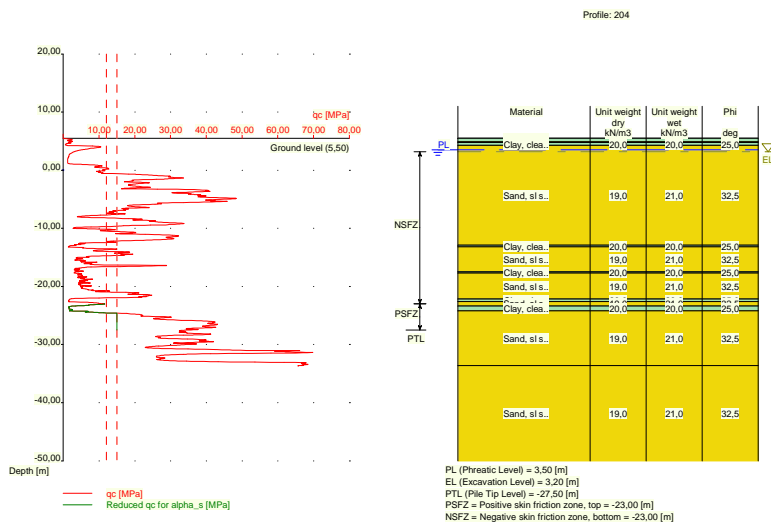 Profile: 204
20,00
10,00
0,00
-10,00
-20,00
-30,00
-40,00
-50,00
Depth [m]
qc [MPa]
10,00 20,00 30,00 40,00 50,00 60,00 70,00 80,00
Ground level (5,50)
qc [MPa]
Reduced qc for alpha_s [MPa]
Material Unit weight dry kN/m3 Unit weight wet kN/m3 Phi deg
PL
EL
NSFZ
PSFZ
PTL
Clay, clea.. 20,0 20,0 25,0
Sand, sl s.. 19,0 21,0 32,5
Clay, clea.. 20,0 20,0 25,0
Sand, sl s.. 19,0 21,0 32,5
Clay, clea.. 20,0 20,0 25,0
Sand, sl s.. 19,0 21,0 32,5
Clay, clea.. 20,0 20,0 25,0
Sand, sl s.. 19,0 21,0 32,5
Sand, sl s.. 19,0 21,0 32,5
PL (Phreatic Level) = 3,50 [m]
EL (Excavation Level) = 3,20 [m]
PTL (Pile Tip Level) = -27,50 [m]
PSFZ = Positive skin friction zone, top = -23,00 [m]
NSFZ = Negative skin friction zone, bottom = -23,00 [m]